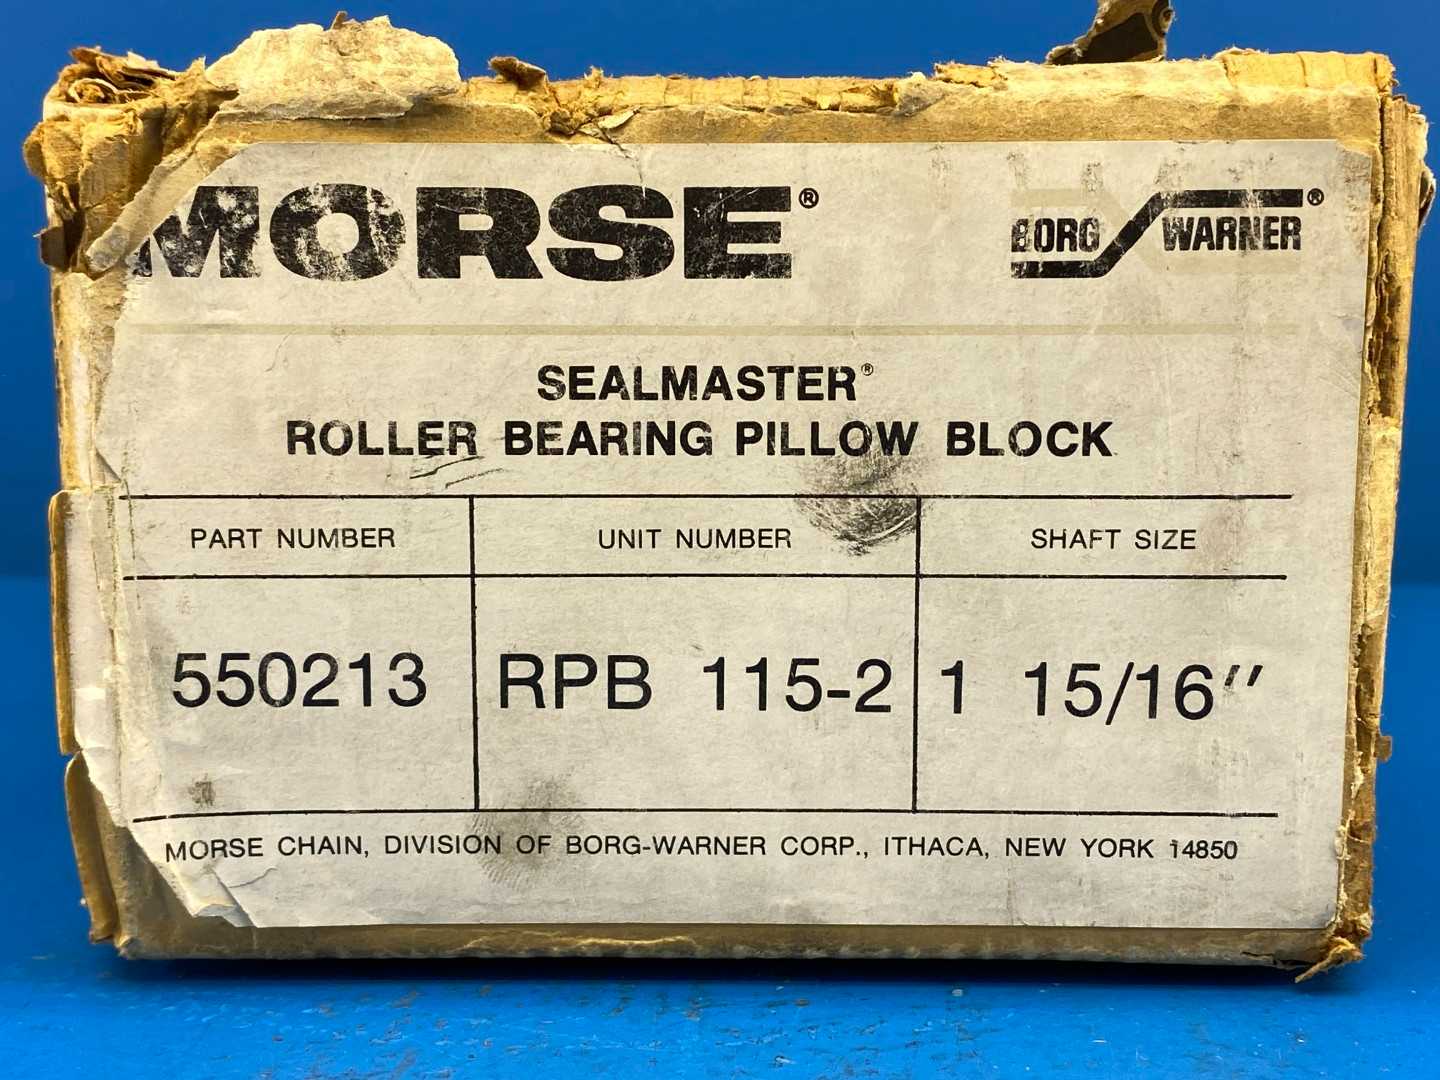 MORSE®
BORG WARNER®
SEALMASTER®
ROLLER BEARING PILLOW BLOCK
PART NUMBER UNIT NUMBER SHAFT SIZE
550213 RPB 115-2 1 15/16"
MORSE CHAIN, DIVISION OF BORG-WARNER CORP., ITHACA, NEW YORK 14850